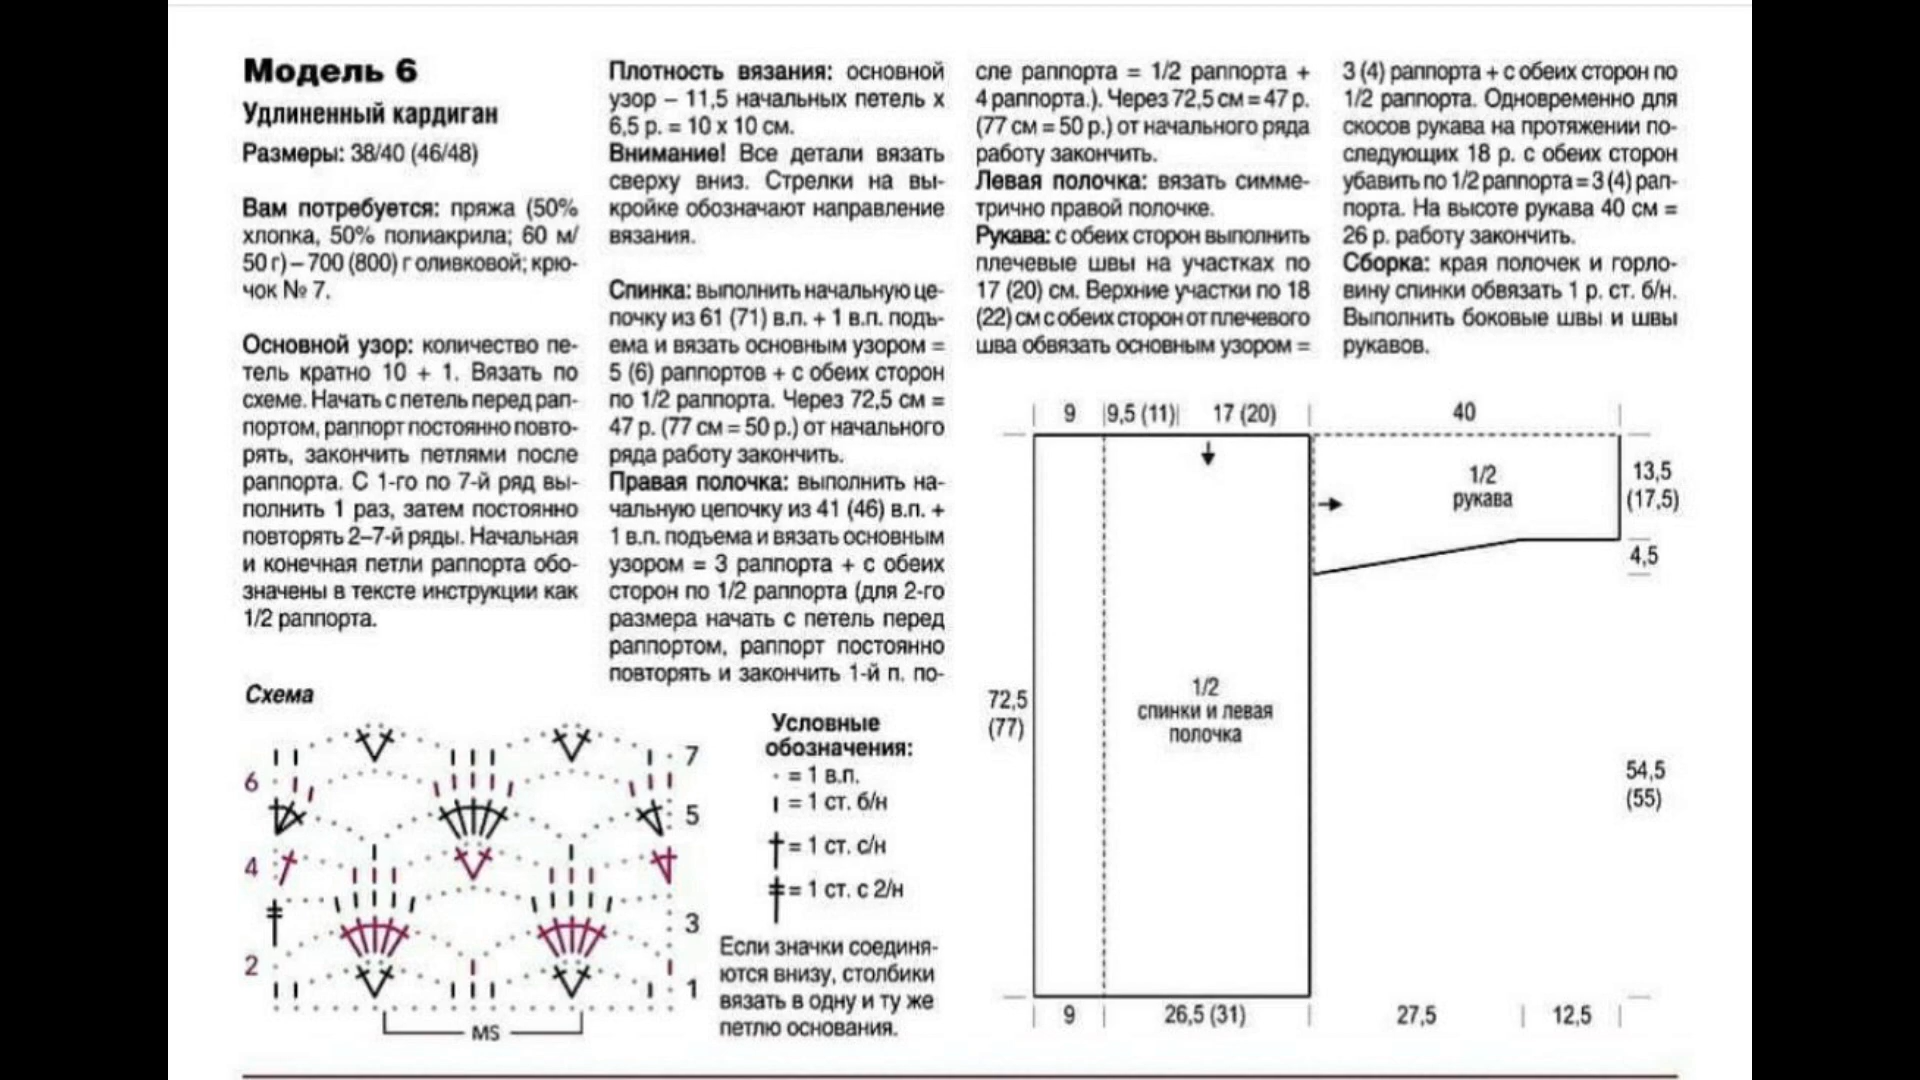 Модель 6
Удлиненный кардиган
Размеры: 38/40 (46/48)
Вам потребуется: пряжа (50%
хлопка, 50% полиакрила; 60 м/
50 г) – 700 (800) г оливковой; крю-
чок № 7.
Основной узор: количество пе-
тель кратно 10 + 1. Вязать по
схеме. Начать с петель перед рап-
портом, раппорт постоянно повто-
рять, закончить петлями после
раппорта. С 1-го по 7-й ряд вы-
полнить 1 раз, затем постоянно
повторять 2–7-й ряды. Начальная
и конечная петли раппорта обо-
значены в тексте инструкции как
1/2 раппорта.
Схема
7
6
5
4
3
2
1
MS
Плотность вязания: основной
узор – 11,5 начальных петель x
6,5 р. = 10 x 10 см.
Внимание! Все детали вязать
сверху вниз. Стрелки на вы-
кройке обозначают направление
вязания.
Спинка: выполнить начальную це-
почку из 61 (71) в.п. + 1 в.п. подъ-
ема и вязать основным узором =
5 (6) раппортов + с обеих сторон
по 1/2 раппорта. Через 72,5 см =
47 р. (77 см = 50 р.) от начального
ряда работу закончить.
Правая полочка: выполнить на-
чальную цепочку из 41 (46) в.п. +
1 в.п. подъема и вязать основным
узором = 3 раппорта + с обеих
сторон по 1/2 раппорта (для 2-го
размера начать с петель перед
раппортом, раппорт постоянно
повторять и закончить 1-й п. по-
Условные
обозначения:
· = 1 в.п.
= 1 ст. б/н
= 1 ст. с/н
= 1 ст. с 2/н
Если значки соединя-
ются внизу, столбики
вязать в одну и ту же
петлю основания.
сле раппорта = 1/2 раппорта +
4 раппорта.). Через 72,5 см = 47 р.
(77 см = 50 р.) от начального ряда
работу закончить.
Левая полочка: вязать симме-
трично правой полочке.
Рукава: с обеих сторон выполнить
плечевые швы на участках по
17 (20) см. Верхние участки по 18
(22) см с обеих сторон от плечевого
шва обвязать основным узором =
3 (4) раппорта + с обеих сторон по
1/2 раппорта. Одновременно для
скосов рукава на протяжении по-
следующих 18 р. с обеих сторон
убавить по 1/2 раппорта = 3 (4) рап-
порта. На высоте рукава 40 см =
26 р. работу закончить.
Сборка: края полочек и горло-
вину спинки обвязать 1 р. ст. б/н.
Выполнить боковые швы и швы
рукавов.
9 9,5 (11) 17 (20) 40
1/2
рукава
13,5
(17,5)
4,5
72,5
(77)
1/2
спинки и левая
полочка
54,5
(55)
9 26,5 (31) 27,5 12,5